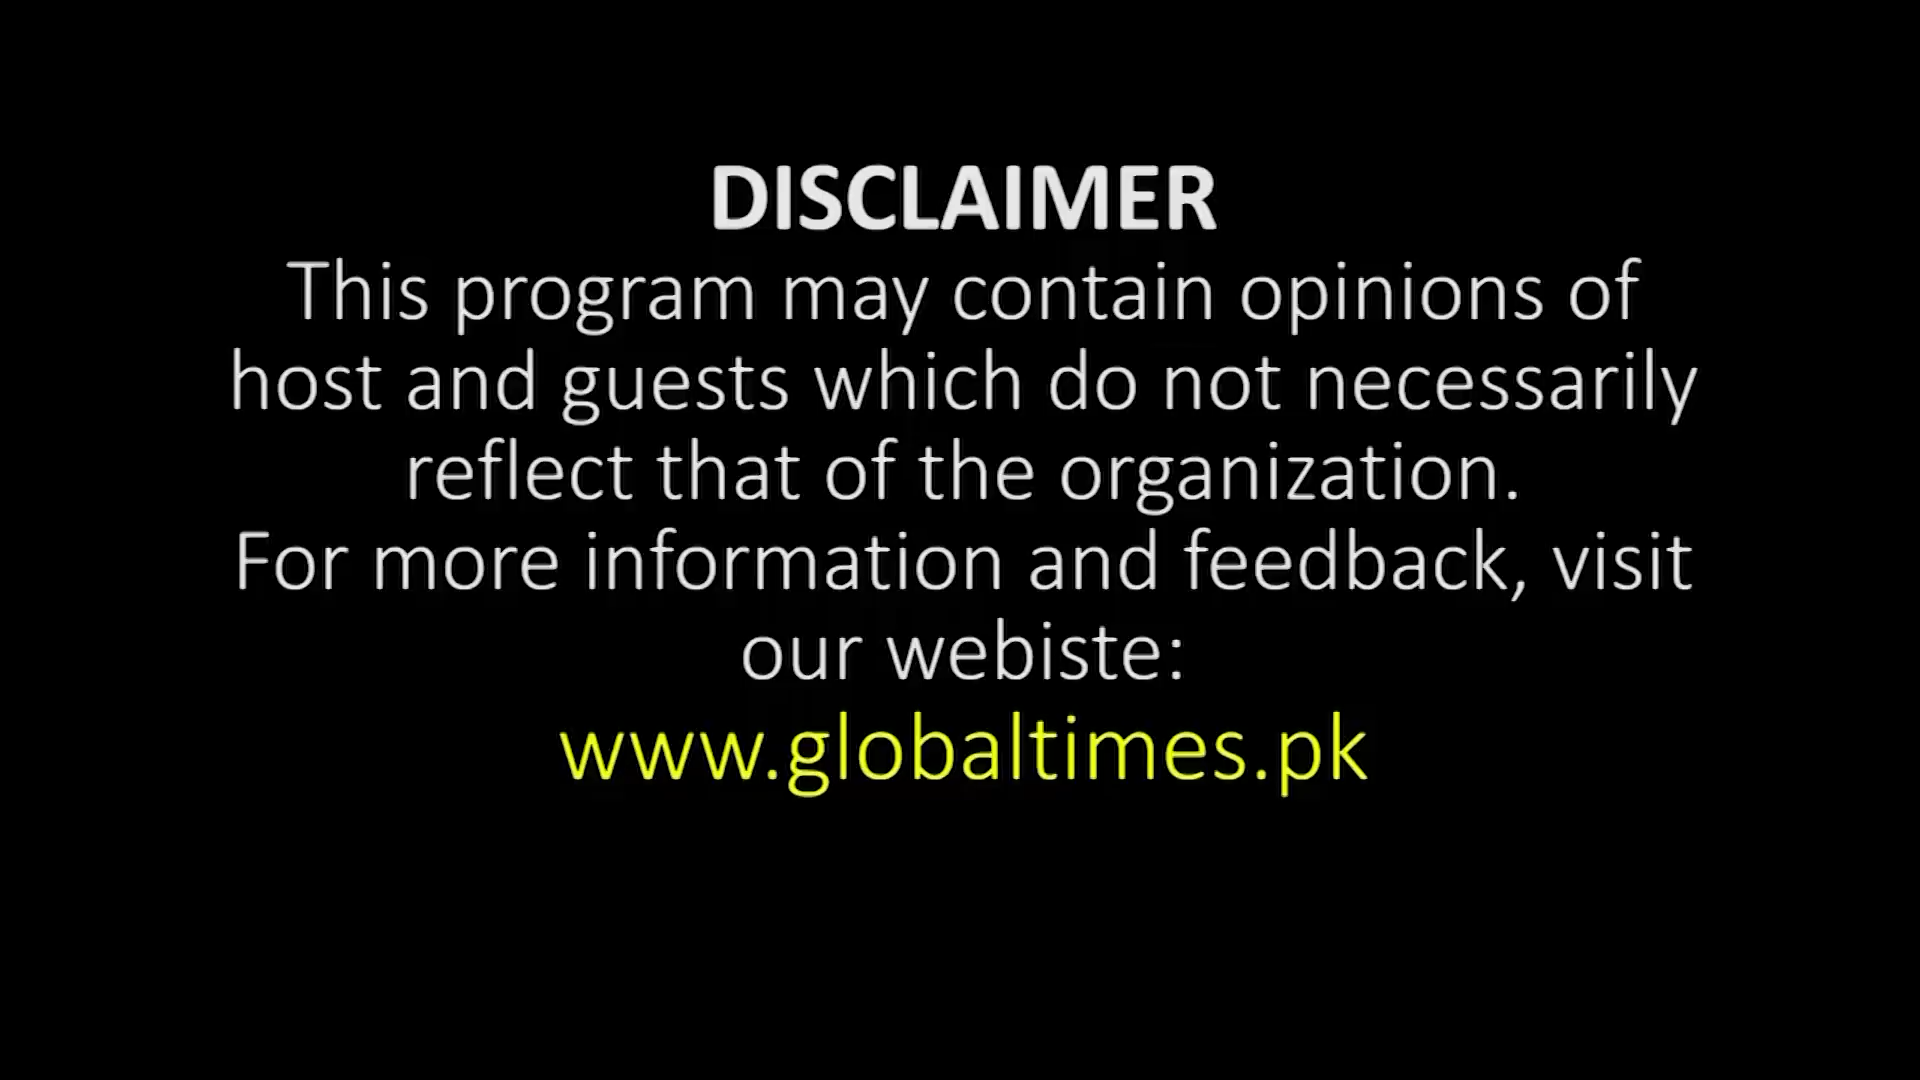 DISCLAIMER
This program may contain opinions of
host and guests which do not necessarily
reflect that of the organization.
For more information and feedback, visit
our webiste:
www.globaltimes.pk